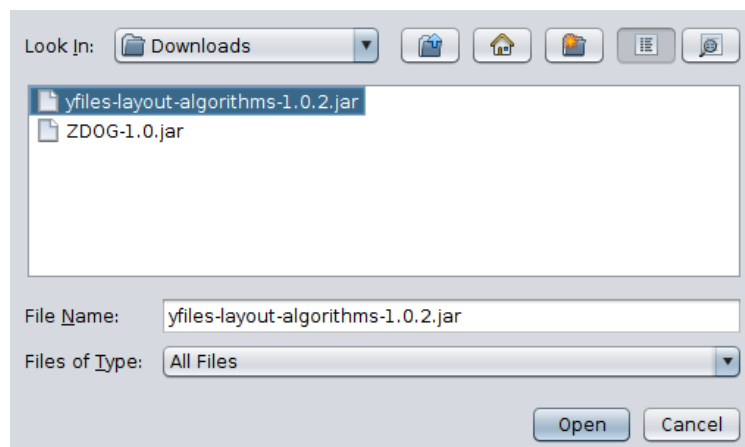 Look In: Downloads
yfiles-layout-algorithms-1.0.2.jar
ZDOG-1.0.jar
File Name: yfiles-layout-algorithms-1.0.2.jar
Files of Type: All Files
Open Cancel